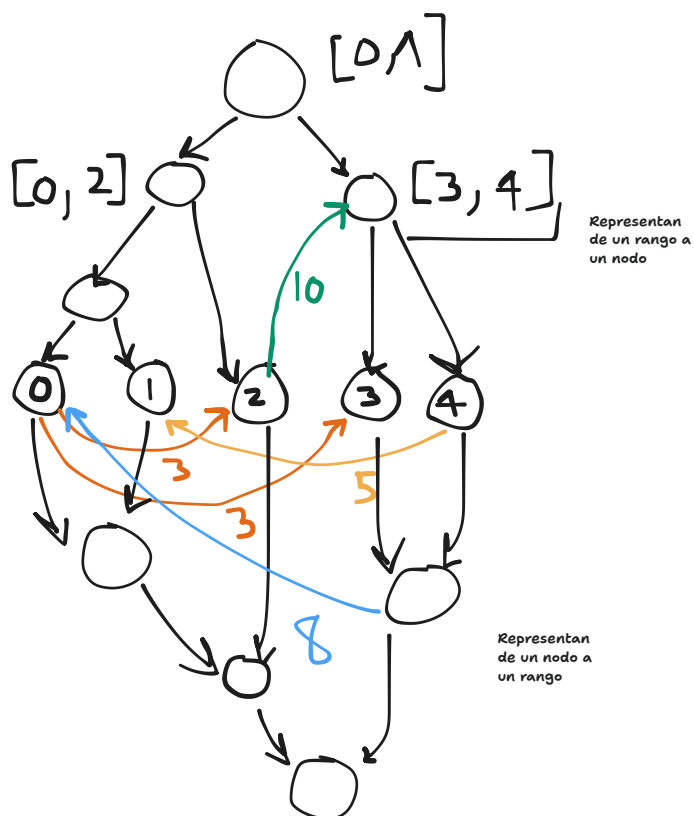 [0,1]
[0,2]
[3,4]
Representan
de un rango a
un nodo
10
0
1
2
3
4
3
5
3
8
Representan
de un nodo a
un rango